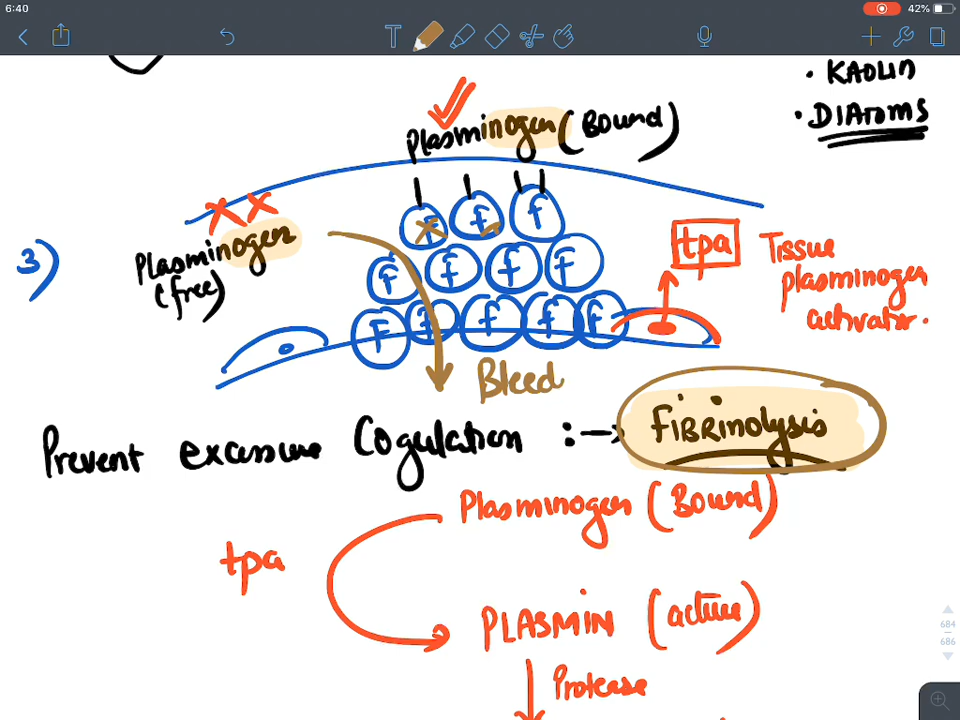 6:40
42%
T
· KAOLIN
· DIATOMS
Plasminogen (Bound)
3)
Plasminogen
(free)
f f f
f f f f
F f f f f
tpa
Tissue
plasminogen
activator.
Bleed
Prevent excessive Cogulation :→ FIBRINOlysis
Plasminogen (Bound)
tpa
PLASMIN (active)
Protease
684
686